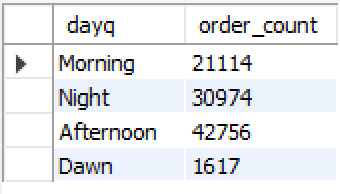 dayq order_count
Morning 21114
Night 30974
Afternoon 42756
Dawn 1617